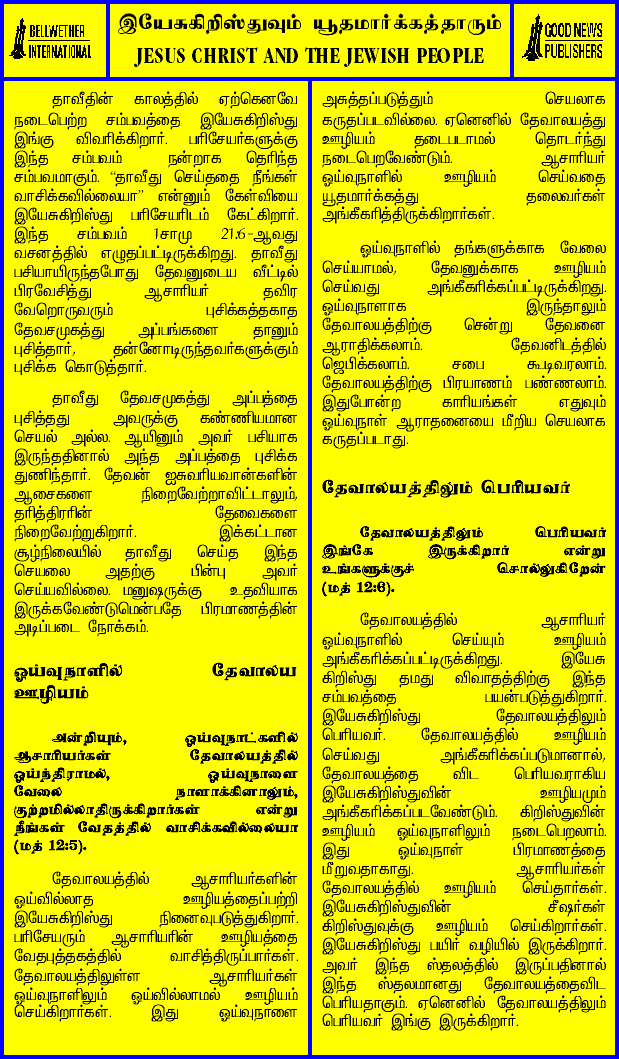 BELLWETHER
INTERNATIONAL
இயேசுகிறிஸ்துவும் யூதமார்க்கத்தாரும்
JESUS CHRIST AND THE JEWISH PEOPLE
GOOD NEWS
PUBLISHERS
தாவீதின் காலத்தில் ஏற்கெனவே
நடைபெற்ற சம்பவத்தை இயேசுகிறிஸ்து
இங்கு விவரிக்கிறார். பரிசேயர்களுக்கு
இந்த சம்பவம் நன்றாக தெரிந்த
சம்பவமாகும். “தாவீது செய்ததை நீங்கள்
வாசிக்கவில்லையா” என்னும் கேள்வியை
இயேசுகிறிஸ்து பரிசேயரிடம் கேட்கிறார்.
இந்த சம்பவம் 1சாமு 21:6-ஆவது
வசனத்தில் எழுதப்பட்டிருக்கிறது. தாவீது
பசியாயிருந்தபோது தேவனுடைய வீட்டில்
பிரவேசித்து ஆசாரியர் தவிர
வேறொருவரும் புசிக்கத்தகாத
தேவசமுகத்து அப்பங்களை தானும்
புசித்தார், தன்னோடிருந்தவர்களுக்கும்
புசிக்க கொடுத்தார்.
தாவீது தேவசமுகத்து அப்பத்தை
புசித்தது அவருக்கு கண்ணியமான
செயல் அல்ல. ஆயினும் அவர் பசியாக
இருந்ததினால் அந்த அப்பத்தை புசிக்க
துணிந்தார். தேவன் ஐசுவரியவான்களின்
ஆசைகளை நிறைவேற்றாவிட்டாலும்,
தரித்திரரின் தேவைகளை
நிறைவேற்றுகிறார். இக்கட்டான
சூழ்நிலையில் தாவீது செய்த இந்த
செயலை அதற்கு பின்பு அவர்
செய்யவில்லை. மனுஷருக்கு உதவியாக
இருக்கவேண்டுமென்பதே பிரமாணத்தின்
அடிப்படை நோக்கம்.
ஓய்வுநாளில் தேவாலய
ஊழியம்
அன்றியும், ஓய்வுநாட்களில்
ஆசாரியர்கள் தேவாலயத்தில்
ஓய்ந்திராமல், ஓய்வுநாளை
வேலை நாளாக்கினாலும்,
குற்றமில்லாதிருக்கிறார்கள் என்று
நீங்கள் வேதத்தில் வாசிக்கவில்லையா
(மத் 12:5).
தேவாலயத்தில் ஆசாரியர்களின்
ஓய்வில்லாத ஊழியத்தைப்பற்றி
இயேசுகிறிஸ்து நினைவுபடுத்துகிறார்.
பரிசேயரும் ஆசாரியரின் ஊழியத்தை
வேதபுத்தகத்தில் வாசித்திருப்பார்கள்.
தேவாலயத்திலுள்ள ஆசாரியர்கள்
ஓய்வுநாளிலும் ஓய்வில்லாமல் ஊழியம்
செய்கிறார்கள். இது ஓய்வுநாளை
அசுத்தப்படுத்தும் செயலாக
கருதப்படவில்லை. ஏனெனில் தேவாலயத்து
ஊழியம் தடைபடாமல் தொடர்ந்து
நடைபெறவேண்டும். ஆசாரியர்
ஓய்வுநாளில் ஊழியம் செய்வதை
யூதமார்க்கத்து தலைவர்கள்
அங்கீகரித்திருக்கிறார்கள்.
ஓய்வுநாளில் தங்களுக்காக வேலை
செய்யாமல், தேவனுக்காக ஊழியம்
செய்வது அங்கீகரிக்கப்பட்டிருக்கிறது.
ஓய்வுநாளாக இருந்தாலும்
தேவாலயத்திற்கு சென்று தேவனை
ஆராதிக்கலாம். தேவனிடத்தில்
ஜெபிக்கலாம். சபை கூடிவரலாம்.
தேவாலயத்திற்கு பிரயாணம் பண்ணலாம்.
இதுபோன்ற காரியங்கள் எதுவும்
ஓய்வுநாள் ஆராதனையை மீறிய செயலாக
கருதப்படாது.
தேவாலயத்திலும் பெரியவர்
தேவாலயத்திலும் பெரியவர்
இங்கே இருக்கிறார் என்று
உங்களுக்குச் சொல்லுகிறேன்
(மத் 12:6).
தேவாலயத்தில் ஆசாரியர்
ஓய்வுநாளில் செய்யும் ஊழியம்
அங்கீகரிக்கப்பட்டிருக்கிறது. இயேசு
கிறிஸ்து தமது விவாதத்திற்கு இந்த
சம்பவத்தை பயன்படுத்துகிறார்.
இயேசுகிறிஸ்து தேவாலயத்திலும்
பெரியவர். தேவாலயத்தில் ஊழியம்
செய்வது அங்கீகரிக்கப்படுமானால்,
தேவாலயத்தை விட பெரியவராகிய
இயேசுகிறிஸ்துவின் ஊழியமும்
அங்கீகரிக்கப்படவேண்டும். கிறிஸ்துவின்
ஊழியம் ஓய்வுநாளிலும் நடைபெறலாம்.
இது ஓய்வுநாள் பிரமாணத்தை
மீறுவதாகாது. ஆசாரியர்கள்
தேவாலயத்தில் ஊழியம் செய்தார்கள்.
இயேசுகிறிஸ்துவின் சீஷர்கள்
கிறிஸ்துவுக்கு ஊழியம் செய்கிறார்கள்.
இயேசுகிறிஸ்து பயிர் வழியில் இருக்கிறார்.
அவர் இந்த ஸ்தலத்தில் இருப்பதினால்
இந்த ஸ்தலமானது தேவாலயத்தைவிட
பெரியதாகும். ஏனெனில் தேவாலயத்திலும்
பெரியவர் இங்கு இருக்கிறார்.